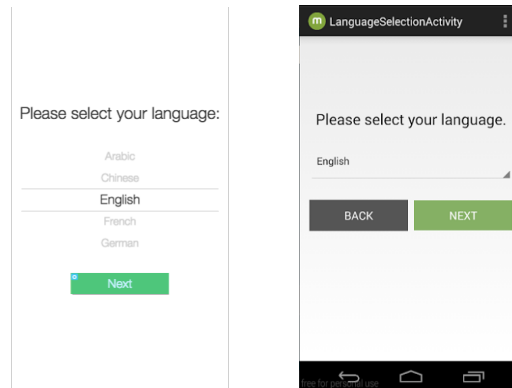 Please select your language:
Arabic
Chinese
English
French
German
Next
m LanguageSelectionActivity
Please select your language.
English
BACK NEXT
free for personal use